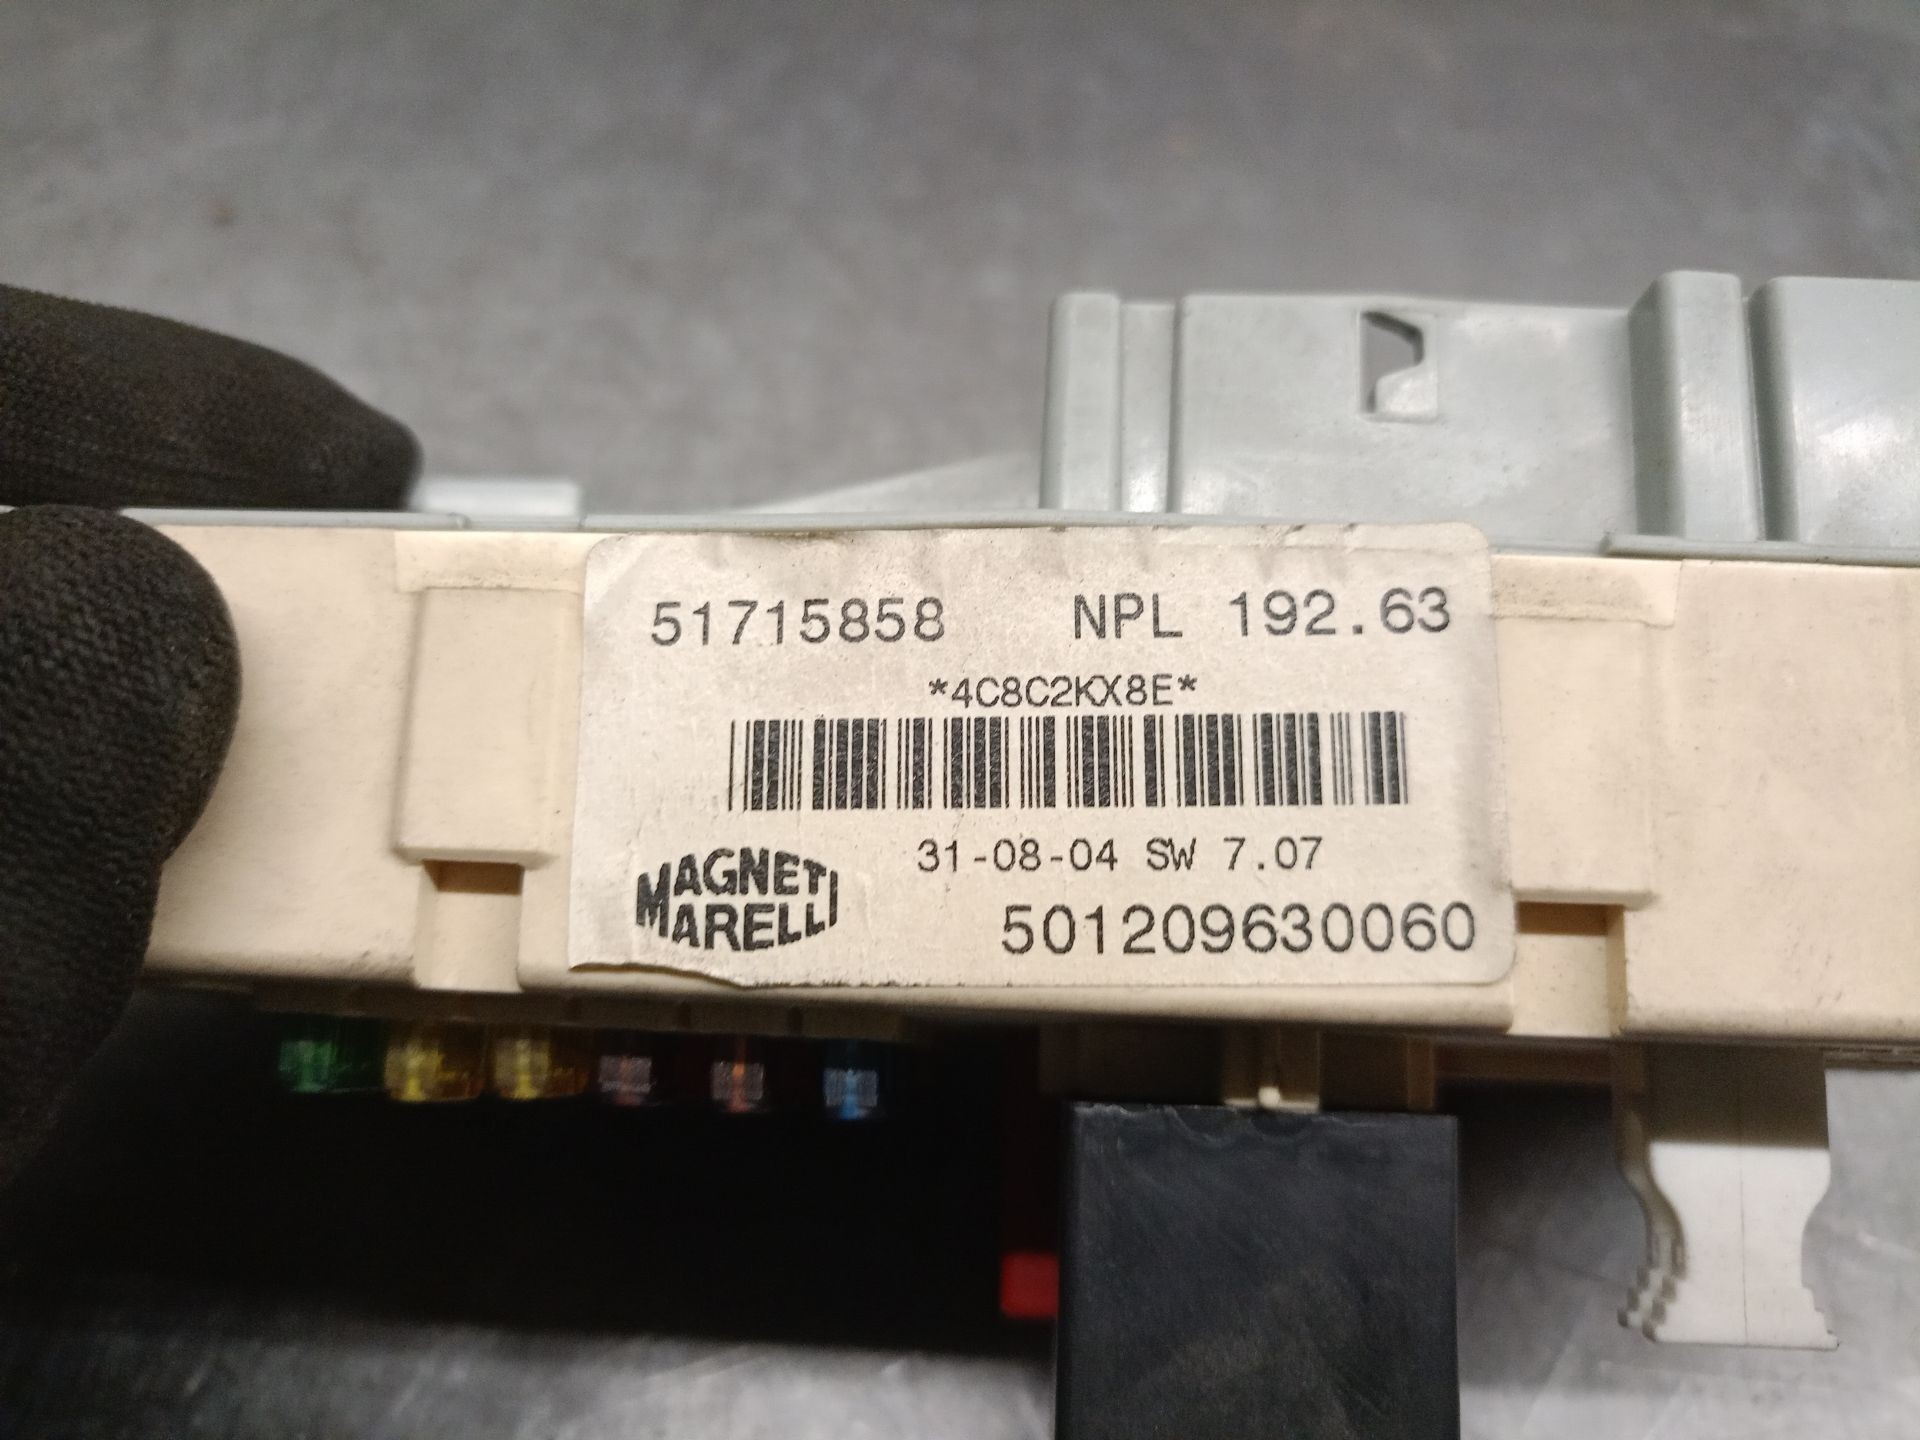 51715858 NPL 192.63
*4C8C2KX8E*
31-08-04 SW 7.07
MAGNETI
MARELLI
501209630060